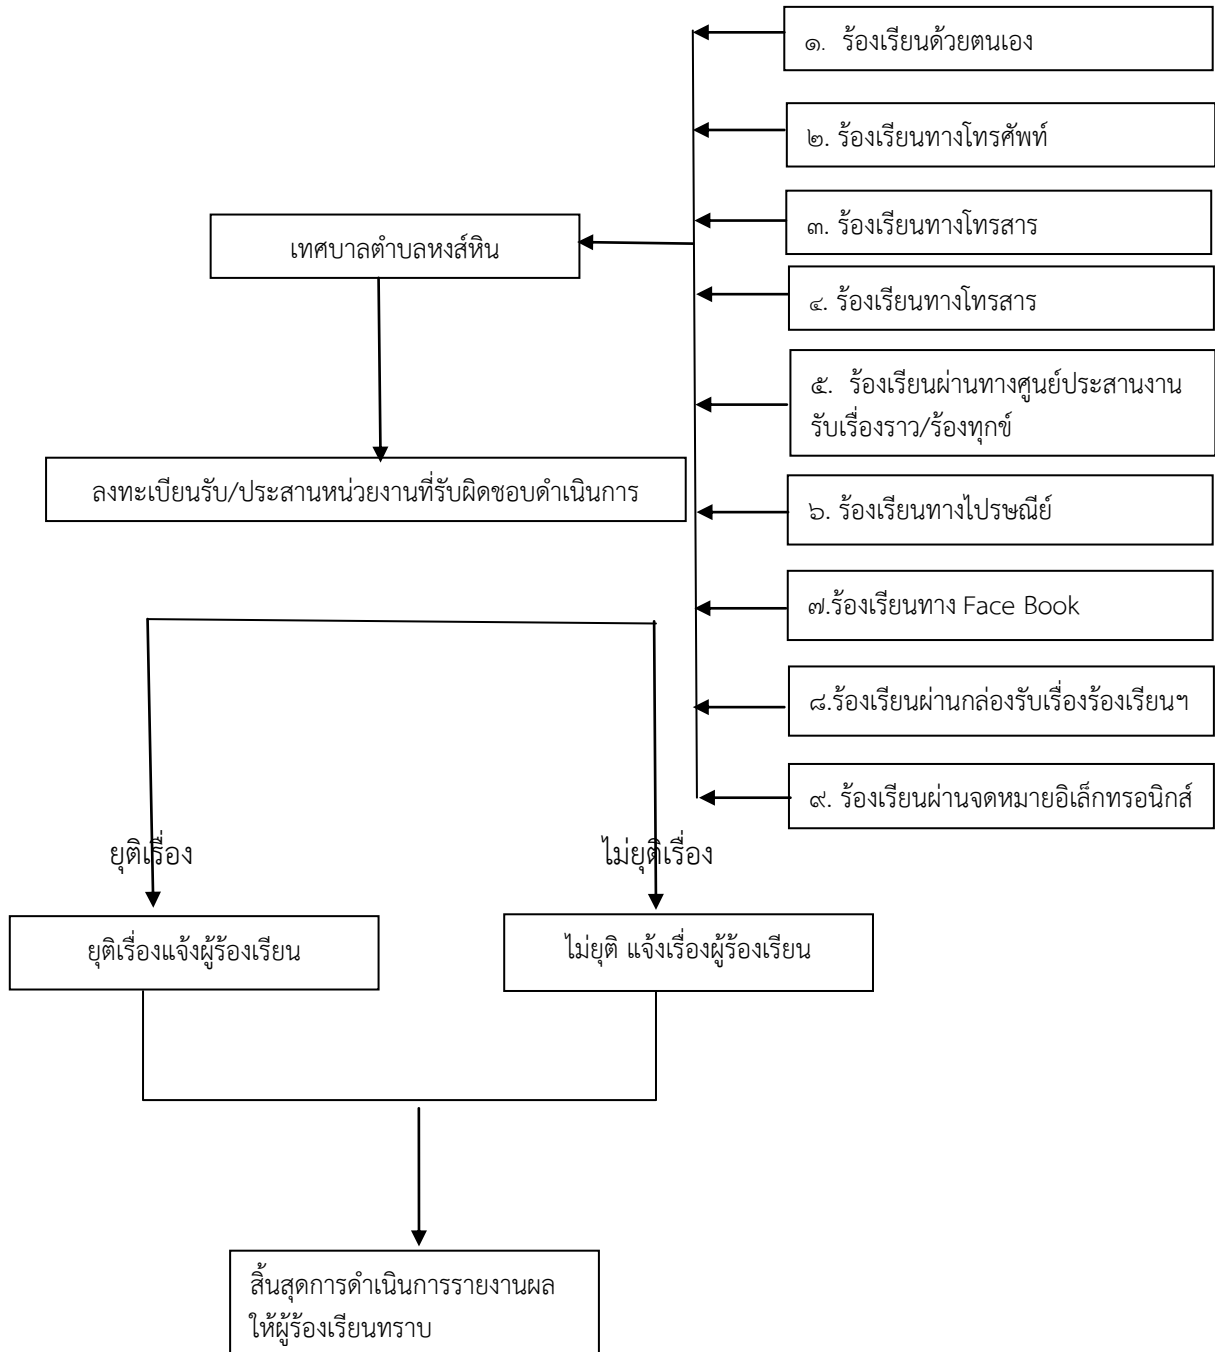 ๑. ร้องเรียนด้วยตนเอง
๒. ร้องเรียนทางโทรศัพท์
๓. ร้องเรียนทางโทรสาร
เทศบาลตำบลหงส์หิน
๔. ร้องเรียนทางโทรสาร
๕. ร้องเรียนผ่านทางศูนย์ประสานงาน
รับเรื่องราว/ร้องทุกข์
ลงทะเบียนรับ/ประสานหน่วยงานที่รับผิดชอบดำเนินการ
๖. ร้องเรียนทางไปรษณีย์
๗.ร้องเรียนทาง Face Book
๘.ร้องเรียนผ่านกล่องรับเรื่องร้องเรียนฯ
๙. ร้องเรียนผ่านจดหมายอิเล็กทรอนิกส์
ยุติเรื่อง
ไม่ยุติเรื่อง
ยุติเรื่องแจ้งผู้ร้องเรียน
ไม่ยุติ แจ้งเรื่องผู้ร้องเรียน
สิ้นสุดการดำเนินการรายงานผล
ให้ผู้ร้องเรียนทราบ